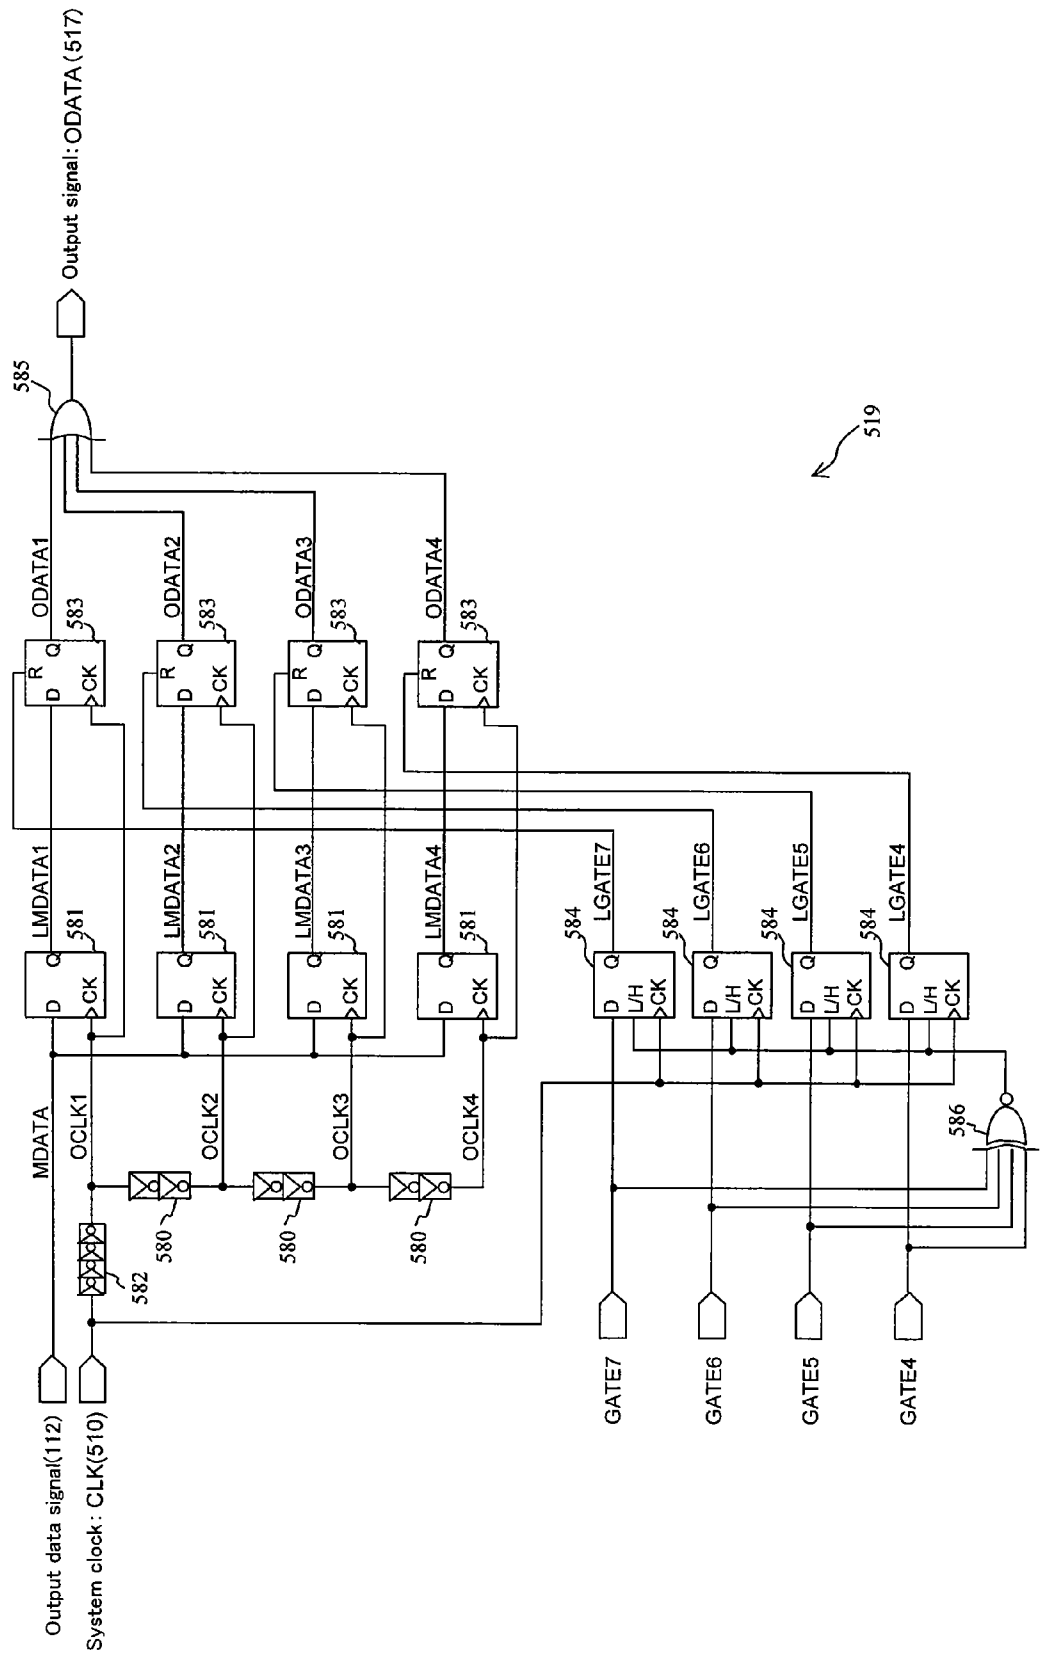 Output data signal(112)
System clock: CLK(510)
MDATA
582
OCLK1
580
OCLK2
580
OCLK3
580
OCLK4
D
Q
CK
581
LMDATA1
D
Q
CK
581
LMDATA2
D
Q
CK
581
LMDATA3
D
Q
CK
581
LMDATA4
R
D
Q
CK
583
ODATA1
R
D
Q
CK
583
ODATA2
R
D
Q
CK
583
ODATA3
R
D
Q
CK
583
ODATA4
585
Output signal: ODATA(517)
519
GATE7
GATE6
GATE5
GATE4
586
584
D
Q
L/H
CK
LGATE7
584
D
Q
L/H
CK
LGATE6
584
D
Q
L/H
CK
LGATE5
584
D
Q
L/H
CK
LGATE4